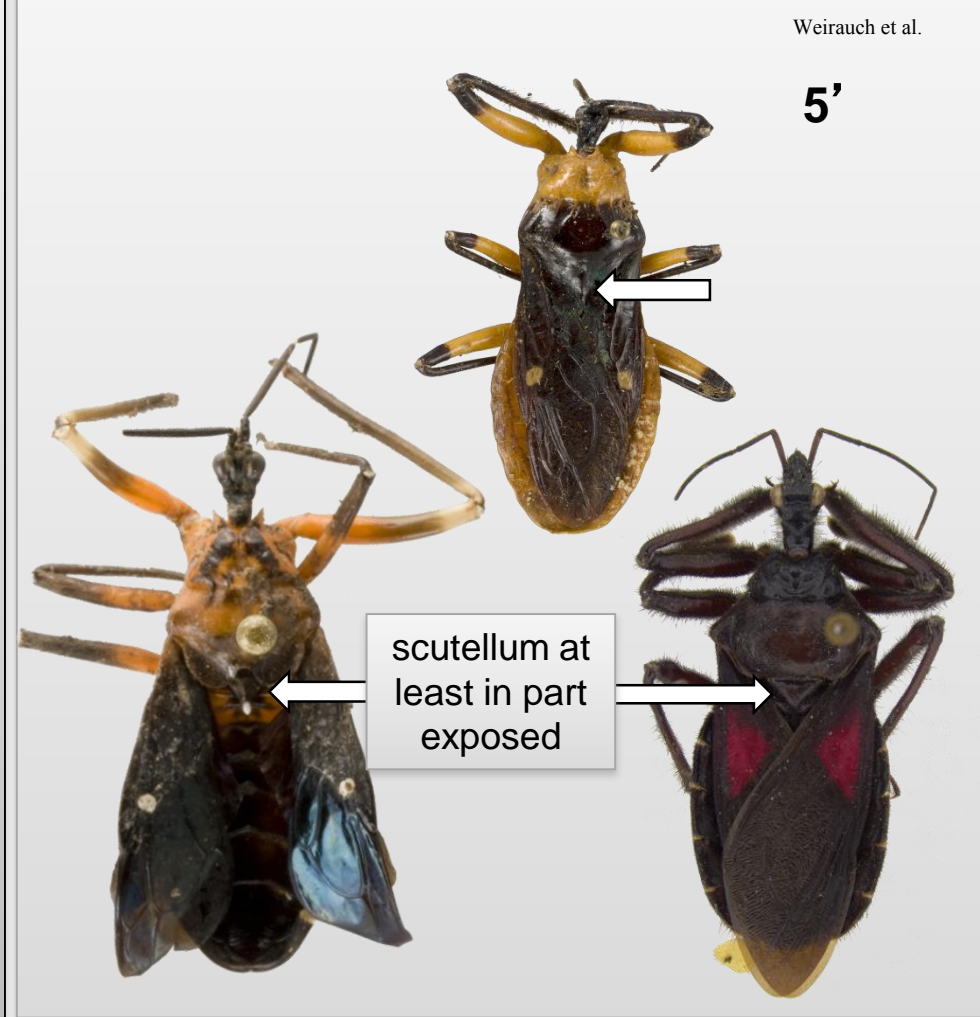 Weirauch et al.
5’
scutellum at
least in part
exposed